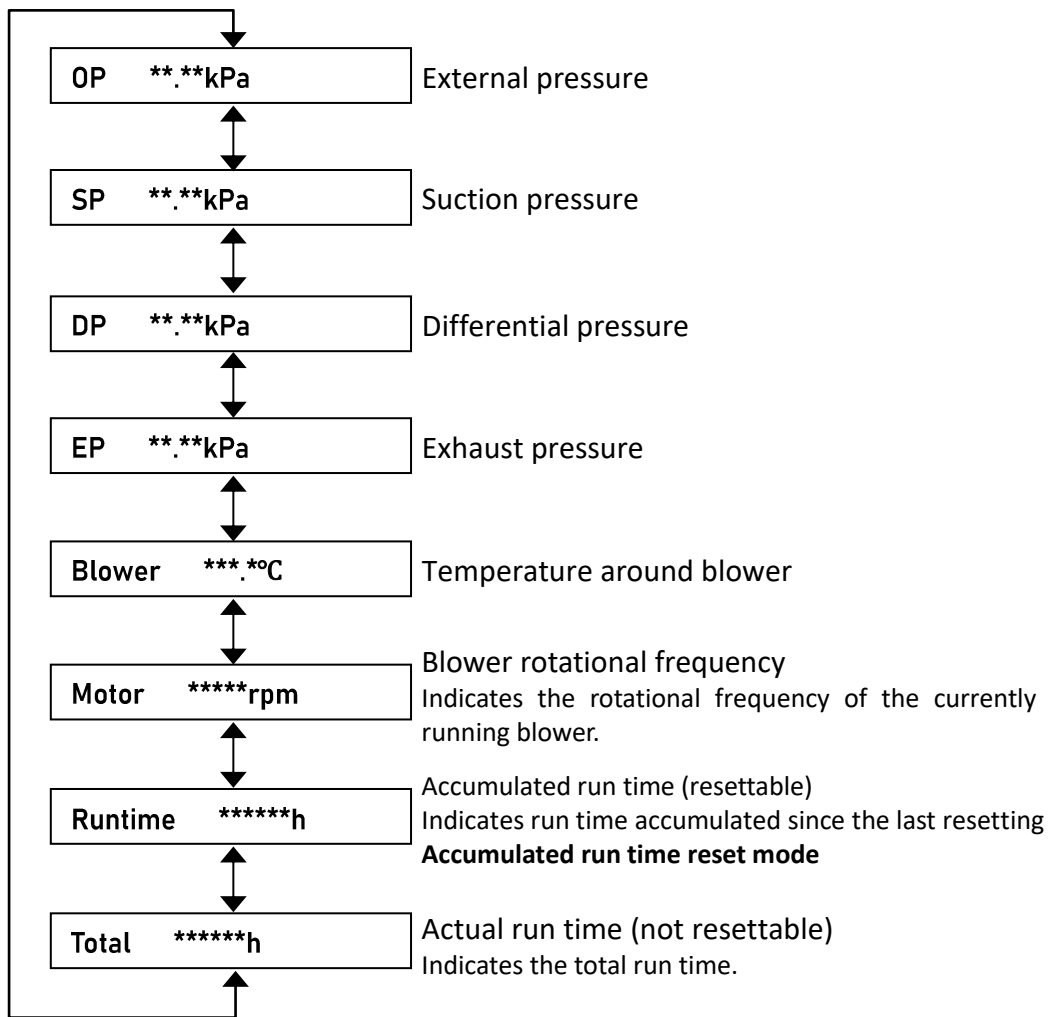 OP **.**kPa External pressure
SP **.**kPa Suction pressure
DP **.**kPa Differential pressure
EP **.**kPa Exhaust pressure
Blower ***.*℃ Temperature around blower
Motor *****rpm
Blower rotational frequency
Indicates the rotational frequency of the currently
running blower.
Runtime ******h
Accumulated run time (resettable)
Indicates run time accumulated since the last resetting
Accumulated run time reset mode
Total ******h
Actual run time (not resettable)
Indicates the total run time.